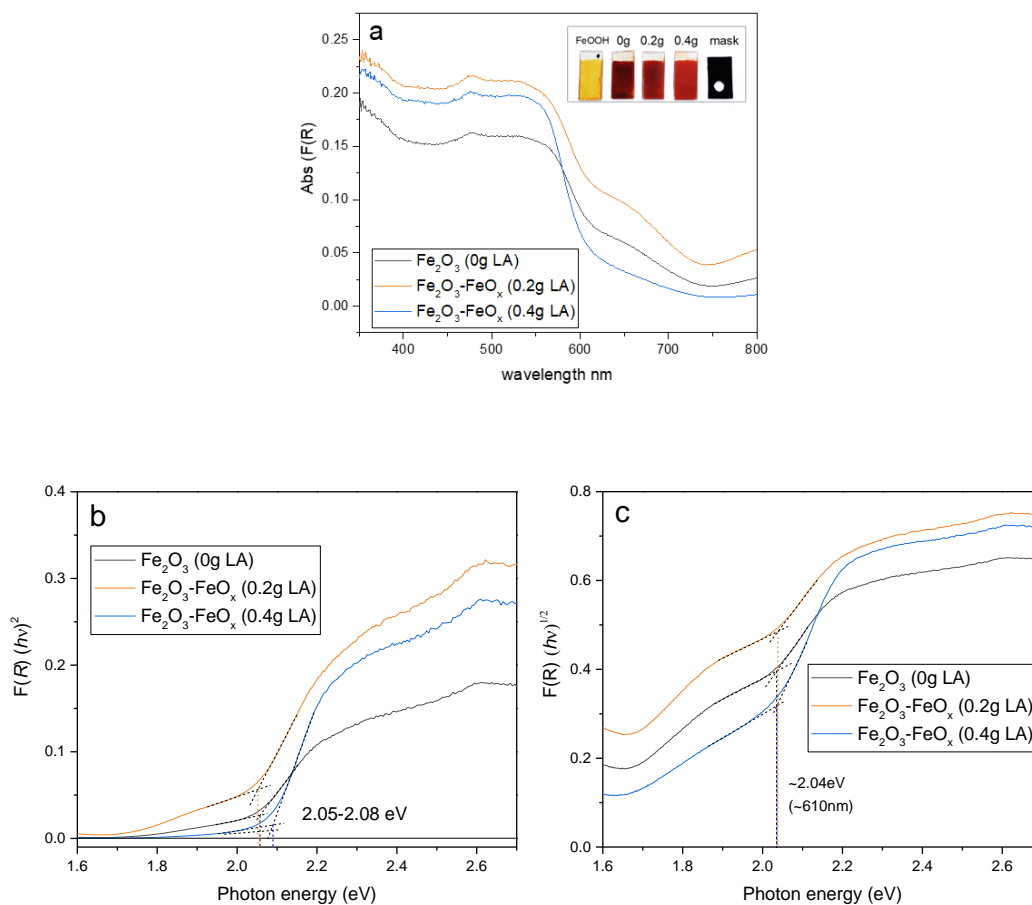 a
FeOOH 0g 0.2g 0.4g mask
0.25
0.20
0.15
0.10
0.05
0.00
Abs (F(R)
Fe₂O₃ (0g LA)
Fe₂O₃-FeOₓ (0.2g LA)
Fe₂O₃-FeOₓ (0.4g LA)
400 500 600 700 800
wavelength nm
b
0.4
0.3
0.2
0.1
0.0
F(R) (hν)²
Fe₂O₃ (0g LA)
Fe₂O₃-FeOₓ (0.2g LA)
Fe₂O₃-FeOₓ (0.4g LA)
2.05-2.08 eV
1.6 1.8 2.0 2.2 2.4 2.6
Photon energy (eV)
c
0.8
0.6
0.4
0.2
0.0
F(R) (hν)^1/2
Fe₂O₃ (0g LA)
Fe₂O₃-FeOₓ (0.2g LA)
Fe₂O₃-FeOₓ (0.4g LA)
~2.04eV
(~610nm)
1.6 1.8 2.0 2.2 2.4 2.6
Photon energy (eV)